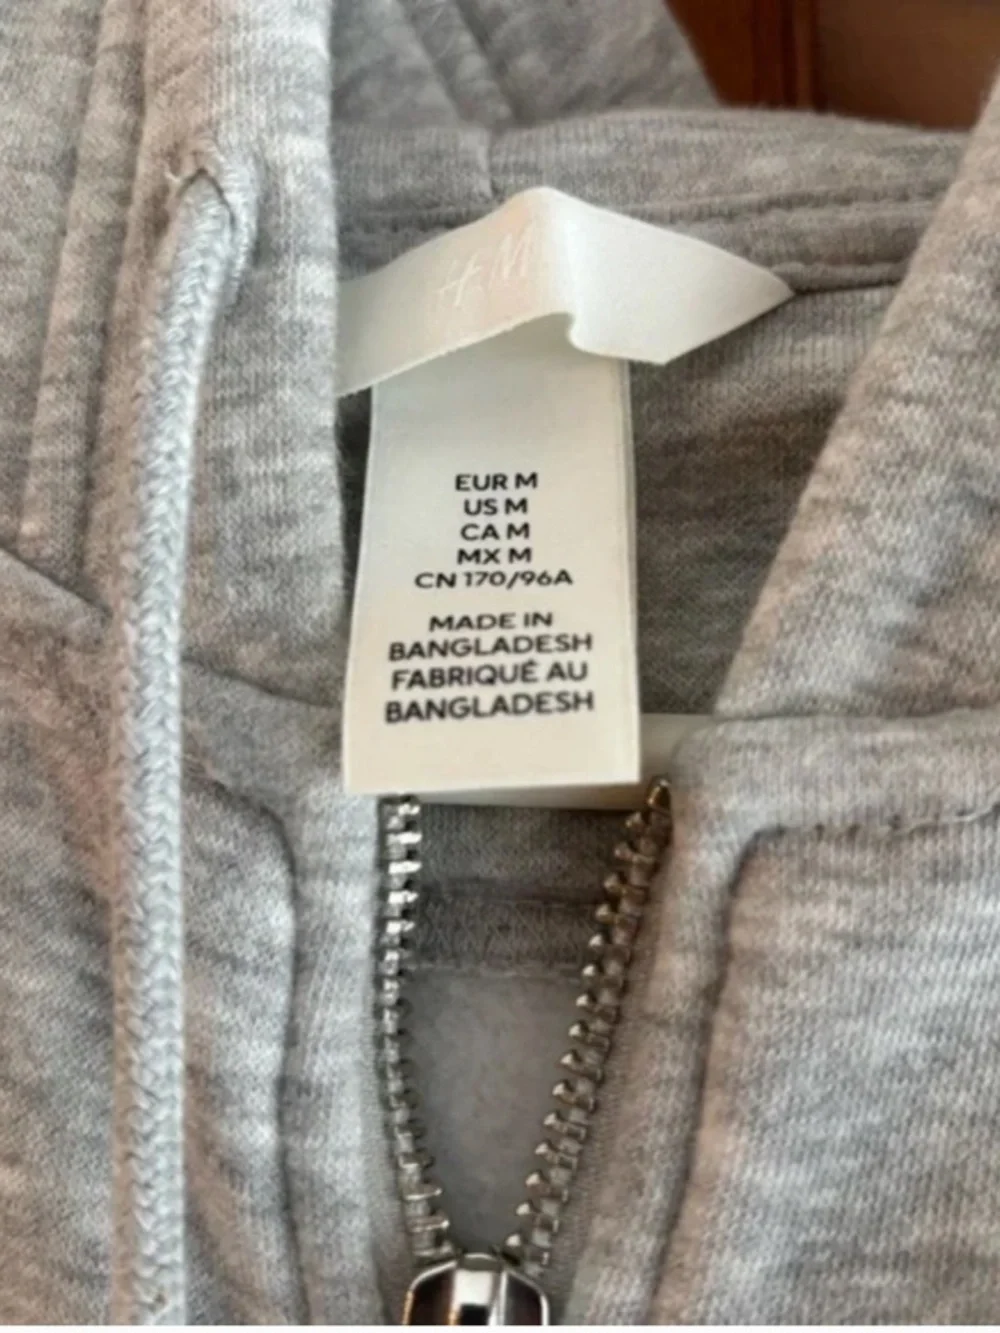 H&M
EUR M
US M
CA M
MX M
CN 170/96A
MADE IN
BANGLADESH
FABRIQUÉ AU
BANGLADESH